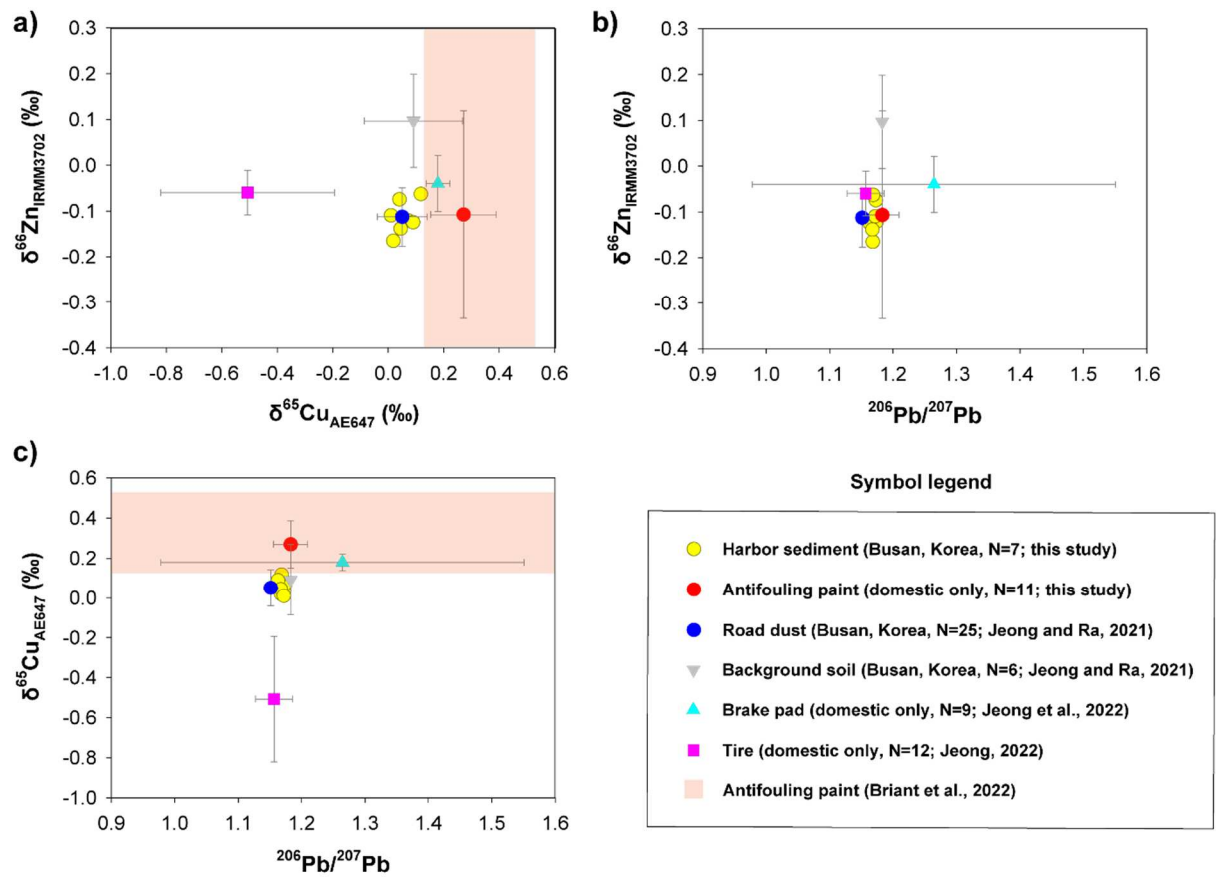 a)
0.3
0.2
0.1
0.0
-0.1
-0.2
-0.3
-0.4
δ⁶⁶Zn_IRMM3702 (‰)
-1.0 -0.8 -0.6 -0.4 -0.2 0.0 0.2 0.4 0.6
δ⁶⁵Cu_AE647 (‰)
b)
0.3
0.2
0.1
0.0
-0.1
-0.2
-0.3
-0.4
δ⁶⁶Zn_IRMM3702 (‰)
0.9 1.0 1.1 1.2 1.3 1.4 1.5 1.6
²⁰⁶Pb/²⁰⁷Pb
c)
0.6
0.4
0.2
0.0
-0.2
-0.4
-0.6
-0.8
-1.0
δ⁶⁵Cu_AE647 (‰)
0.9 1.0 1.1 1.2 1.3 1.4 1.5 1.6
²⁰⁶Pb/²⁰⁷Pb
Symbol legend
Harbor sediment (Busan, Korea, N=7; this study)
Antifouling paint (domestic only, N=11; this study)
Road dust (Busan, Korea, N=25; Jeong and Ra, 2021)
Background soil (Busan, Korea, N=6; Jeong and Ra, 2021)
Brake pad (domestic only, N=9; Jeong et al., 2022)
Tire (domestic only, N=12; Jeong, 2022)
Antifouling paint (Briant et al., 2022)